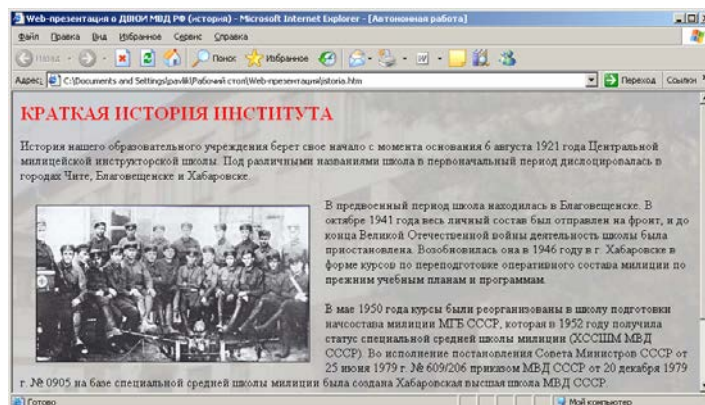 Web-презентация о ДВЮИ МВД РФ (история) - Microsoft Internet Explorer - [Автономная работа]
Файл Правка Вид Избранное Сервис Справка
Назад Поиск Избранное
Адрес: C:\Documents and Settings\pavlik\Рабочий стол\Web-презентация\istoria.htm Переход Ссылки
КРАТКАЯ ИСТОРИЯ ИНСТИТУТА
История нашего образовательного учреждения берет свое начало с момента основания 6 августа 1921 года Центральной
милицейской инструкторской школы. Под различными названиями школа в первоначальный период дислоцировалась в
городах Чите, Благовещенске и Хабаровске.
В предвоенный период школа находилась в Благовещенске. В
октябре 1941 года весь личный состав был отправлен на фронт, и до
конца Великой Отечественной войны деятельность школы была
приостановлена. Возобновилась она в 1946 году в г. Хабаровске в
форме курсов по переподготовке оперативного состава милиции по
прежним учебным планам и программам.
В мае 1950 года курсы были реорганизованы в школу подготовки
начсостава милиции МГБ СССР, которая в 1952 году получила
статус специальной средней школы милиции (ХССШМ МВД
СССР). Во исполнение постановления Совета Министров СССР от
25 июня 1979 г. № 609/206 приказом МВД СССР от 20 декабря 1979
г. № 0905 на базе специальной средней школы милиции была создана Хабаровская высшая школа МВД СССР.
Готово Мой компьютер